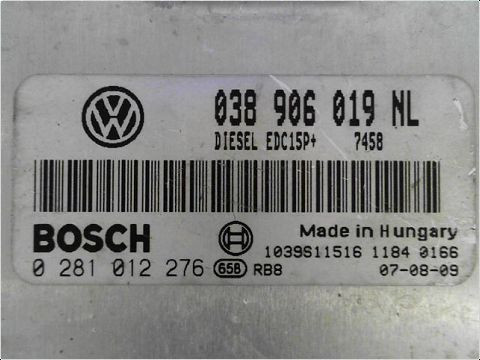 038 906 019 NL
DIESEL EDC15P+ 7458
BOSCH
Made in Hungary
1039S11516 1184 0166
0 281 012 276 658 RB8 07-08-09